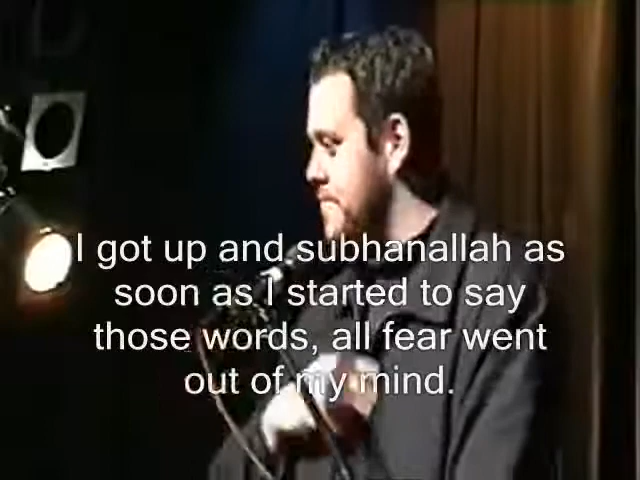 I got up and subhanallah as
soon as I started to say
those words, all fear went
out of my mind.